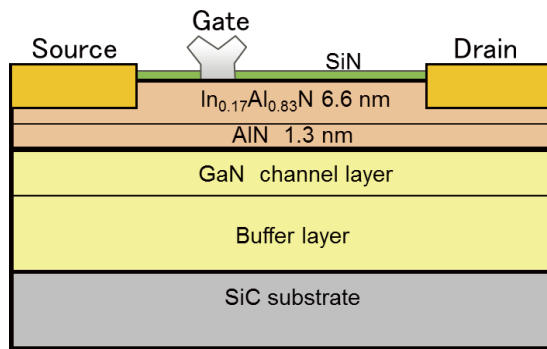 Gate
Source
Drain
SiN
In0.17Al0.83N 6.6 nm
AlN 1.3 nm
GaN channel layer
Buffer layer
SiC substrate